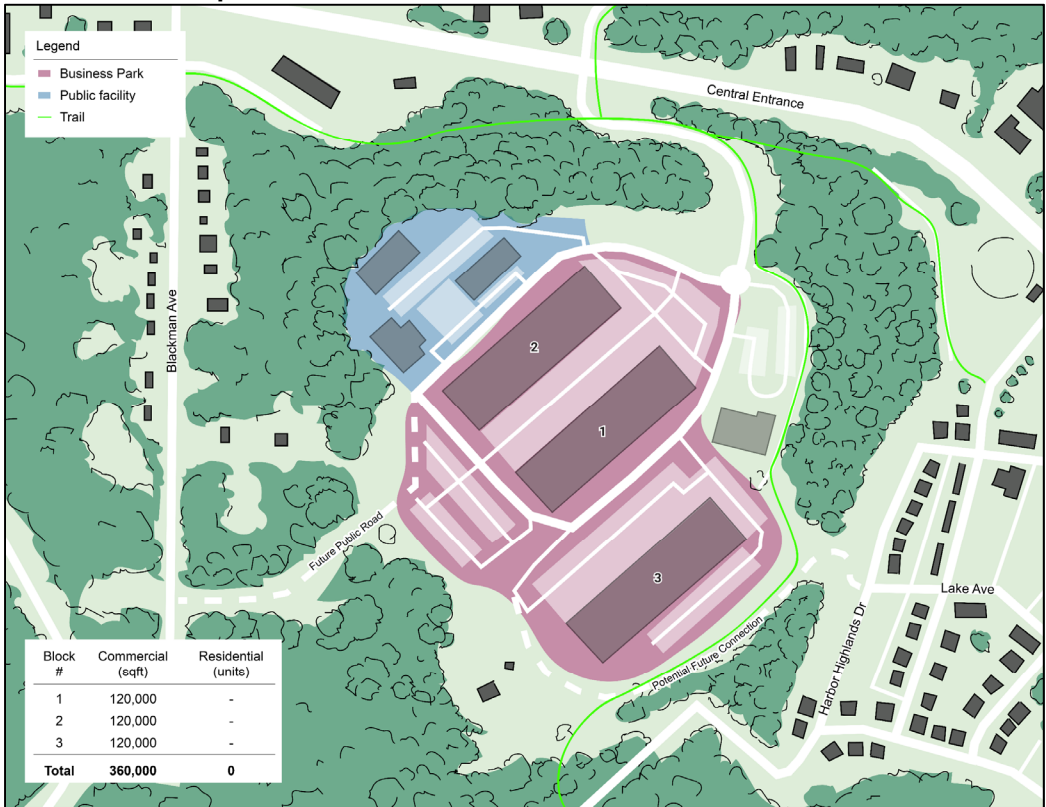 Legend
Business Park
Public facility
Trail
Central Entrance
Blackman Ave
2
1
Future Public Road
3
Lake Ave
Potential Future Connection
Harbor Highlands Dr
Block # Commercial (sqft) Residential (units)
1 120,000 -
2 120,000 -
3 120,000 -
Total 360,000 0